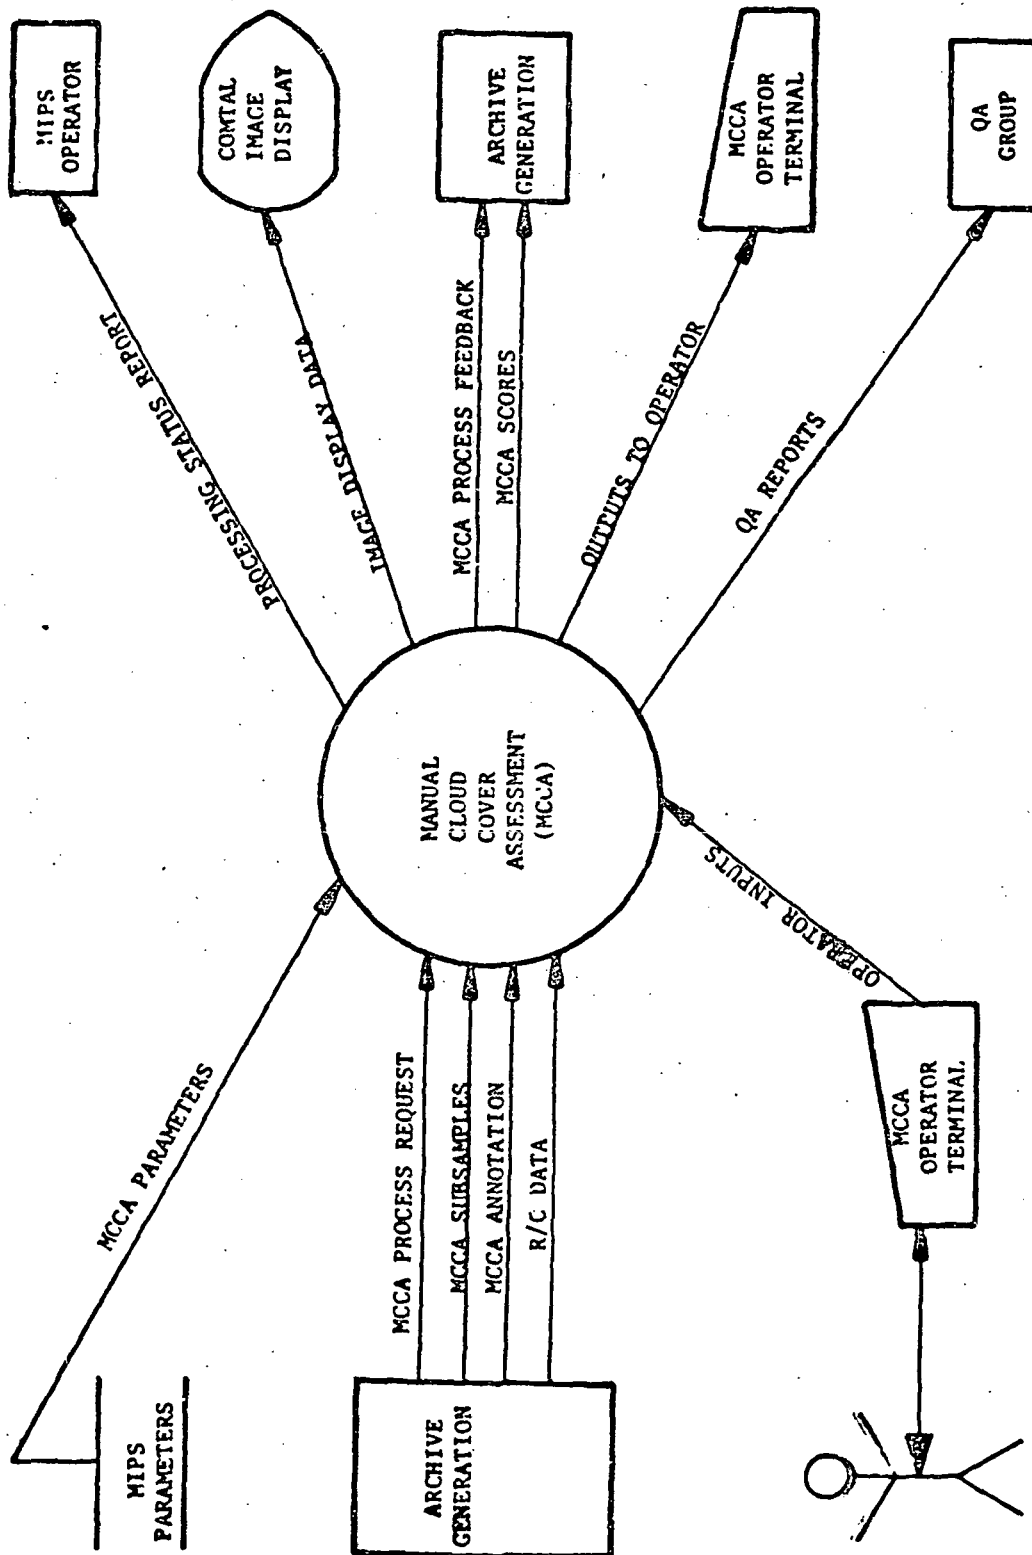 MIPS
PARAMETERS
MCCA PARAMETERS
ARCHIVE
GENERATION
MCCA PROCESS REQUEST
MCCA SUBSAMPLES
MCCA ANNOTATION
R/C DATA
MCCA
OPERATOR
TERMINAL
OPERATOR INPUTS
MANUAL
CLOUD
COVER
ASSESSMENT
(MCCA)
PROCESSING STATUS REPORT
MIPS
OPERATOR
IMAGE DISPLAY DATA
COMTAL
IMAGE
DISPLAY
MCCA PROCESS FEEDBACK
MCCA SCORES
ARCHIVE
GENERATION
OUTPUTS TO OPERATOR
MCCA
OPERATOR
TERMINAL
QA REPORTS
QA
GROUP